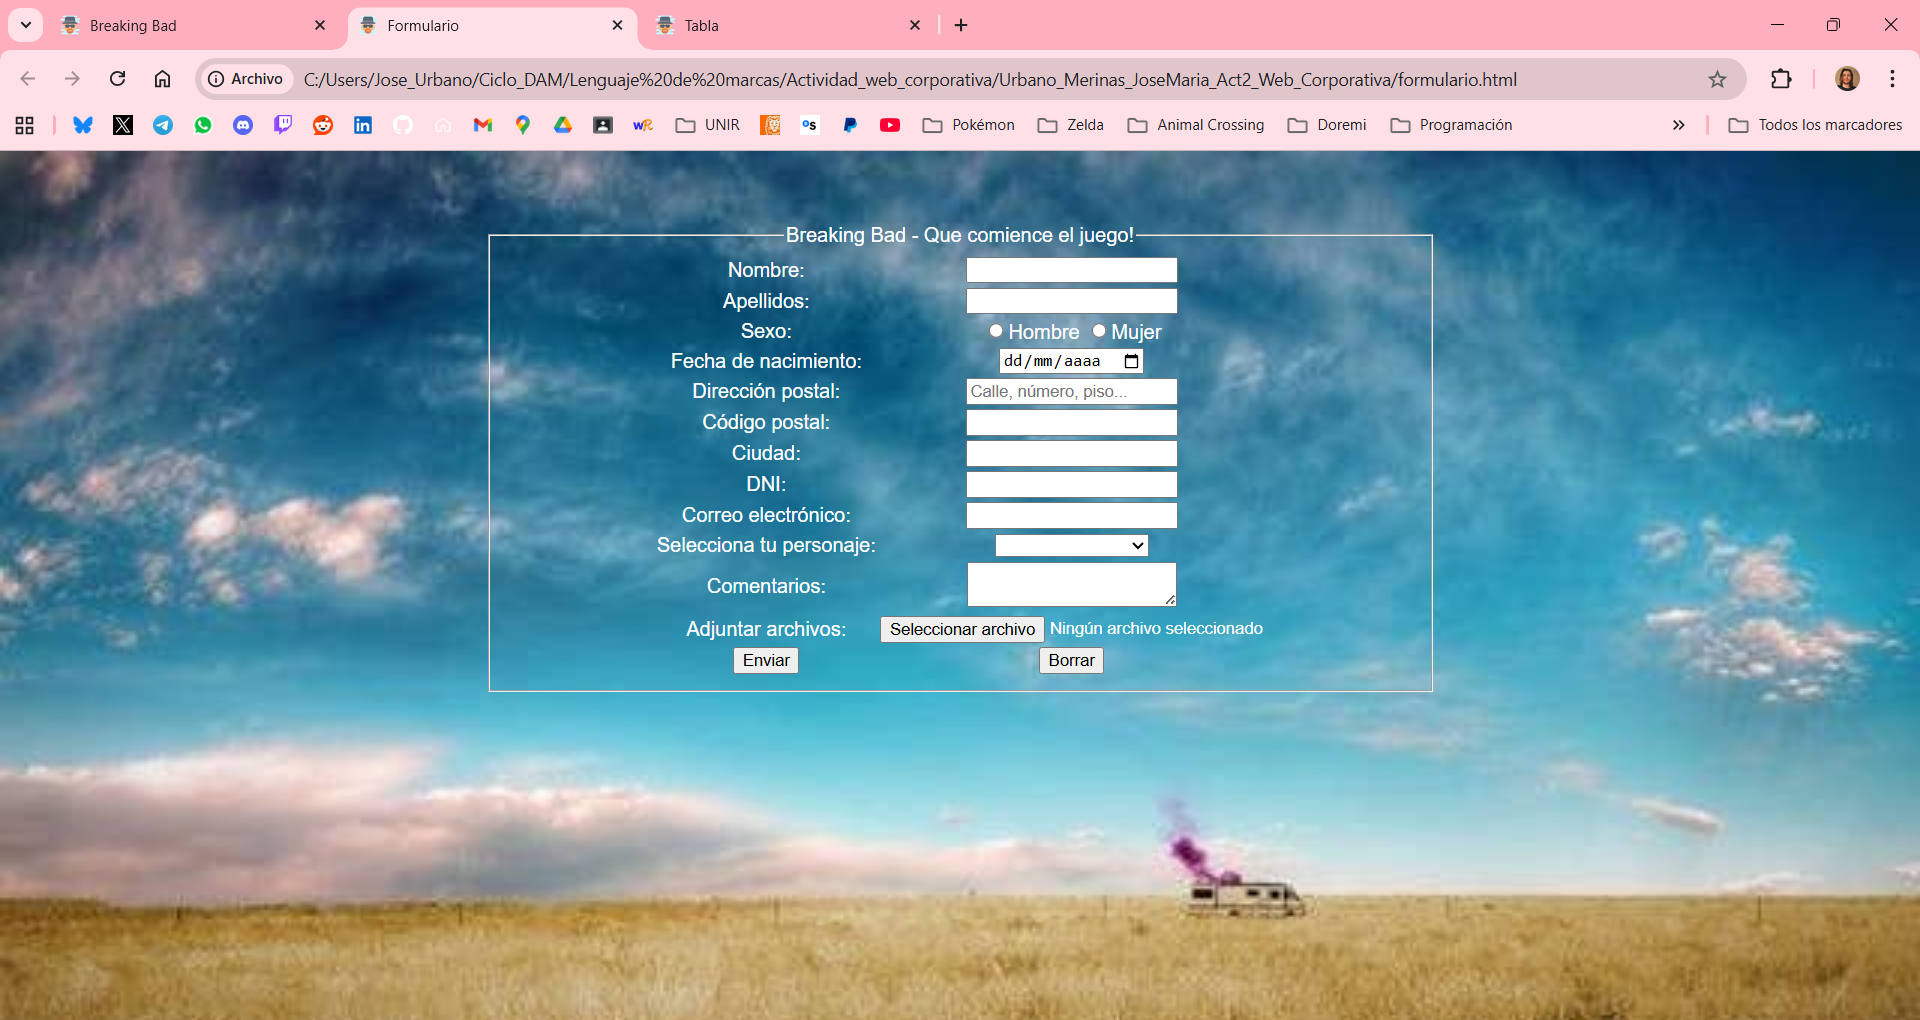 Breaking Bad
Formulario
Tabla
Archivo C:/Users/Jose_Urbano/Ciclo_DAM/Lenguaje%20de%20marcas/Actividad_web_corporativa/Urbano_Merinas_JoseMaria_Act2_Web_Corporativa/formulario.html
UNIR Pokémon Zelda Animal Crossing Doremi Programación Todos los marcadores
Breaking Bad - Que comience el juego!
Nombre:
Apellidos:
Sexo: Hombre Mujer
Fecha de nacimiento: dd/mm/aaaa
Dirección postal: Calle, número, piso...
Código postal:
Ciudad:
DNI:
Correo electrónico:
Selecciona tu personaje:
Comentarios:
Adjuntar archivos: Seleccionar archivo Ningún archivo seleccionado
Enviar Borrar